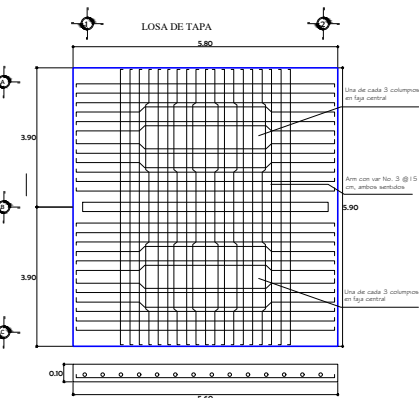 1
2
LOSA DE TAPA
5.80
A
Una de cada 3 columpios
en faja central
3.90
Arm con var No. 3 @15
cm, ambos sentidos
B
5.90
3.90
Una de cada 3 columpios
en faja central
C
0.10
5.60